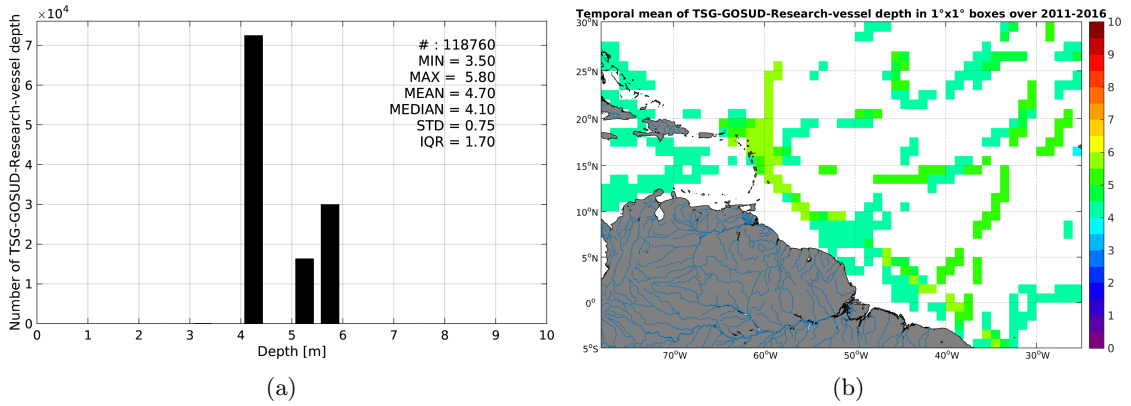 ×10⁴
7
6
5
4
3
2
1
0
Number of TSG-GOSUD-Research-vessel depth
# : 118760
MIN = 3.50
MAX = 5.80
MEAN = 4.70
MEDIAN = 4.10
STD = 0.75
IQR = 1.70
0 1 2 3 4 5 6 7 8 9 10
Depth [m]
(a)
Temporal mean of TSG-GOSUD-Research-vessel depth in 1°x1° boxes over 2011-2016
30°N
25°N
20°N
15°N
10°N
5°N
0°
5°S
70°W 60°W 50°W 40°W 30°W
10
9
8
7
6
5
4
3
2
1
0
(b)